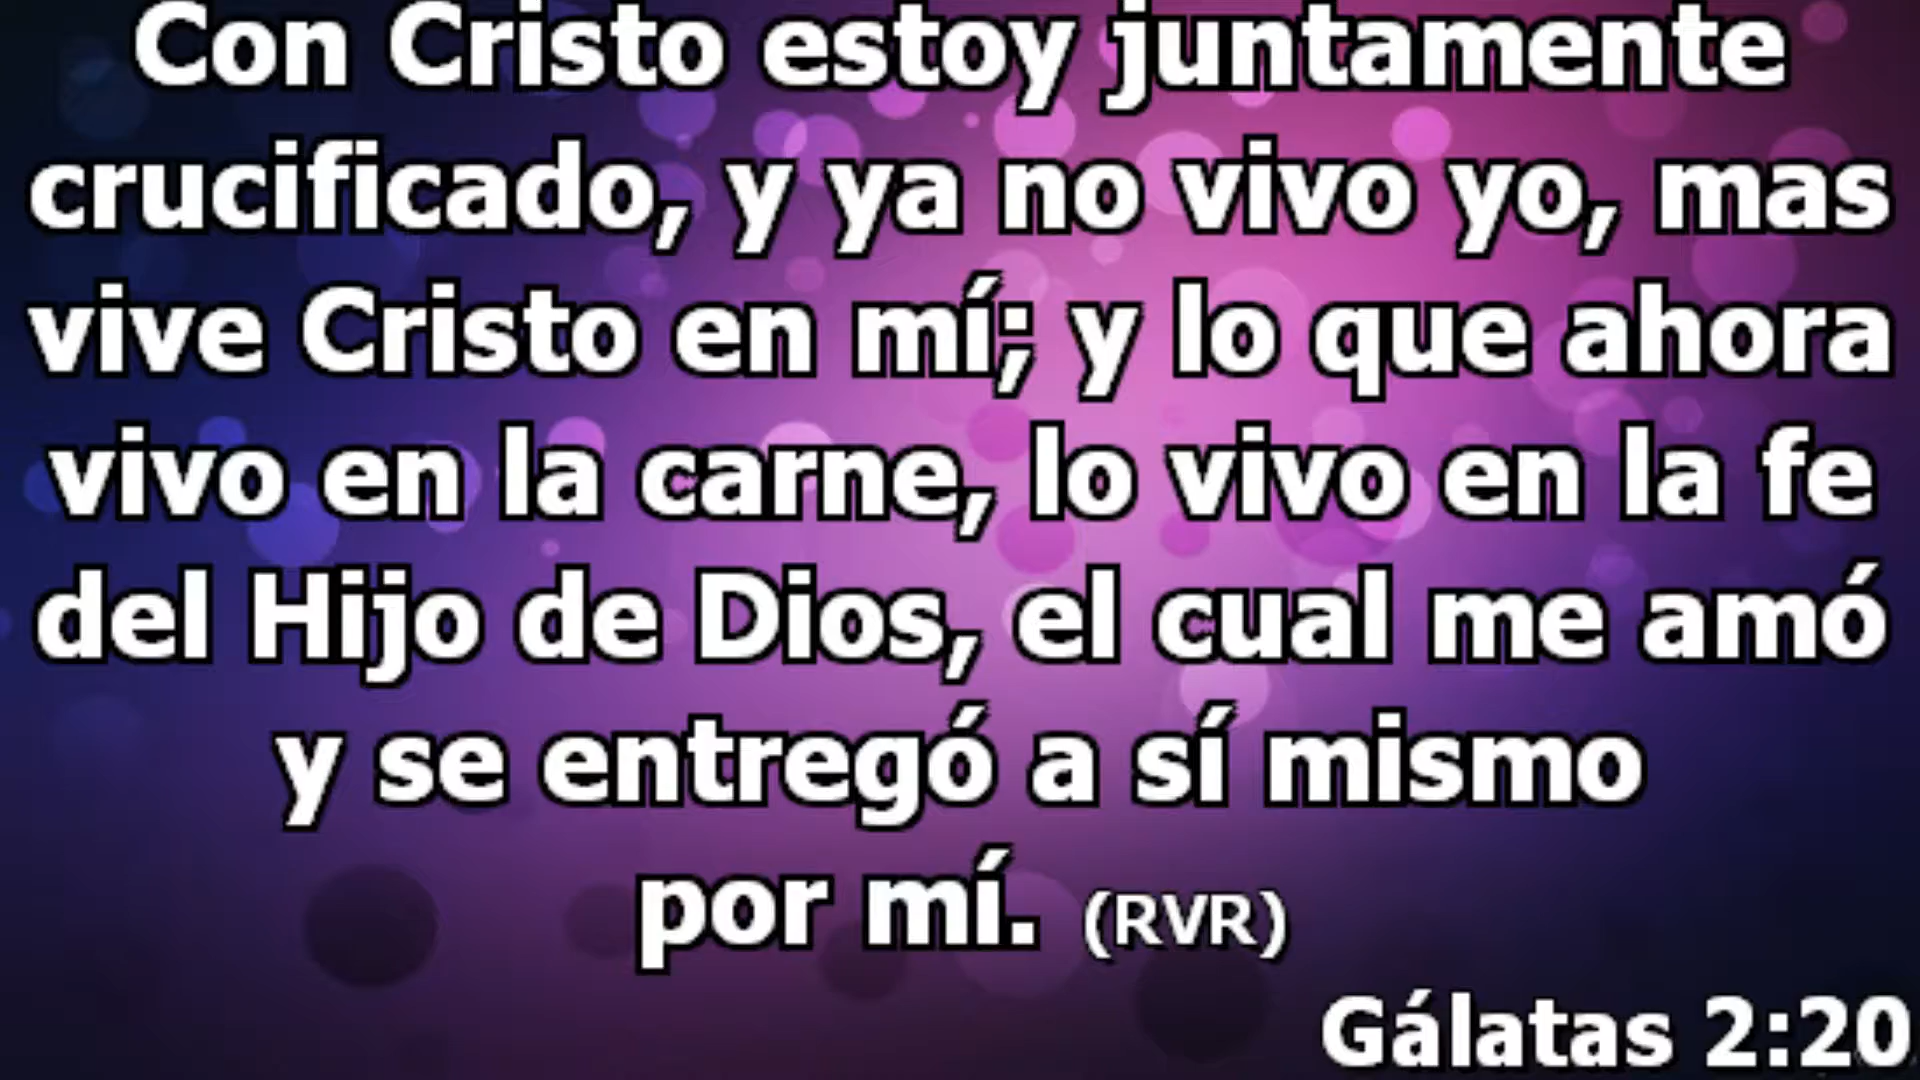 Con Cristo estoy juntamente
crucificado, y ya no vivo yo, mas
vive Cristo en mí; y lo que ahora
vivo en la carne, lo vivo en la fe
del Hijo de Dios, el cual me amó
y se entregó a sí mismo
por mí. (RVR)
Gálatas 2:20